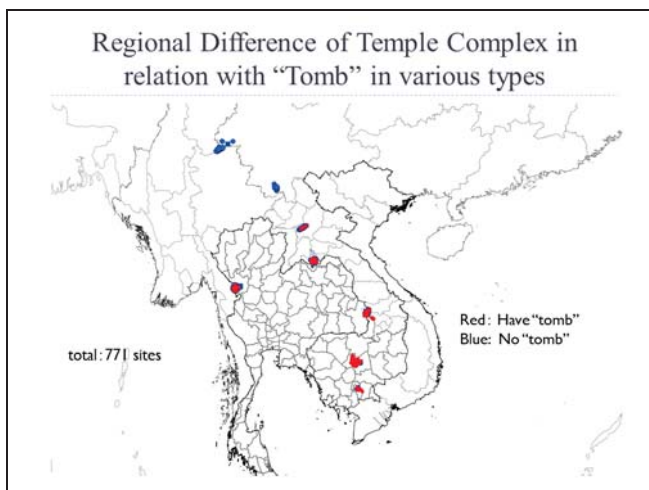 Regional Difference of Temple Complex in
relation with “Tomb” in various types
Red : Have “tomb”
Blue: No “tomb”
total : 771 sites